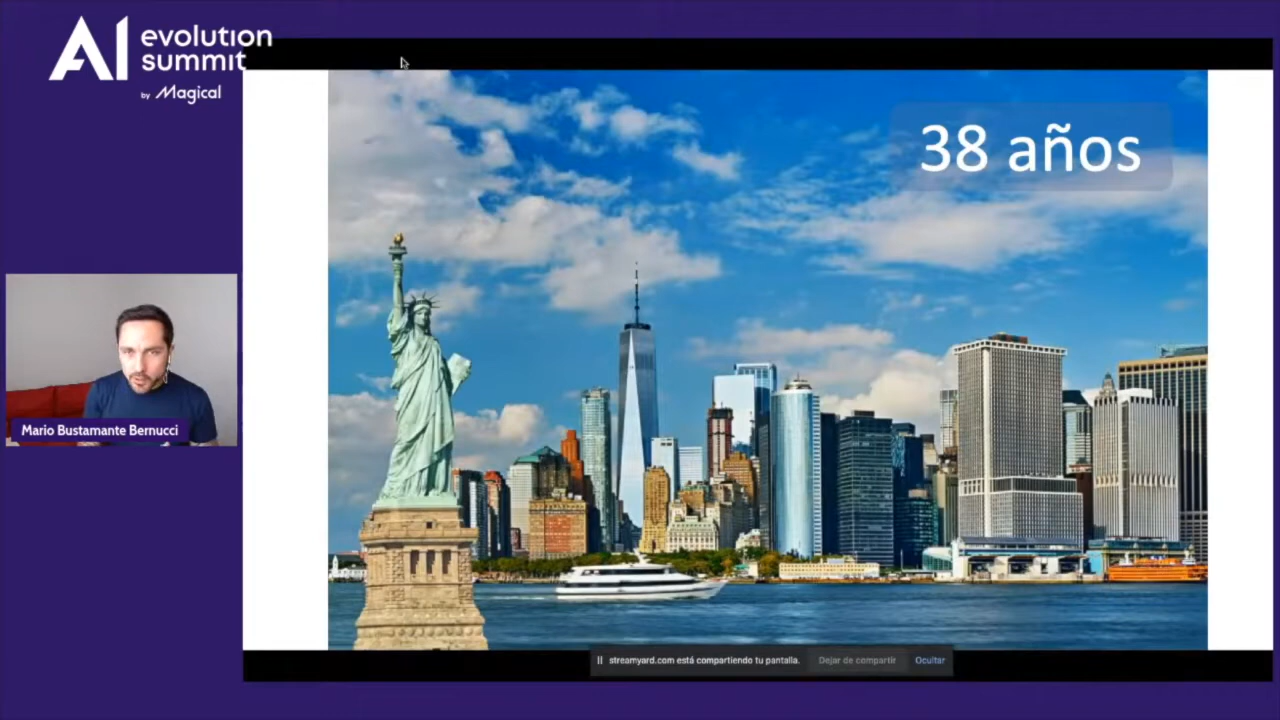 AI evolution
summit
by Magical
38 años
Mario Bustamante Bernucci
streamyard.com está compartiendo tu pantalla. Dejar de compartir Ocultar